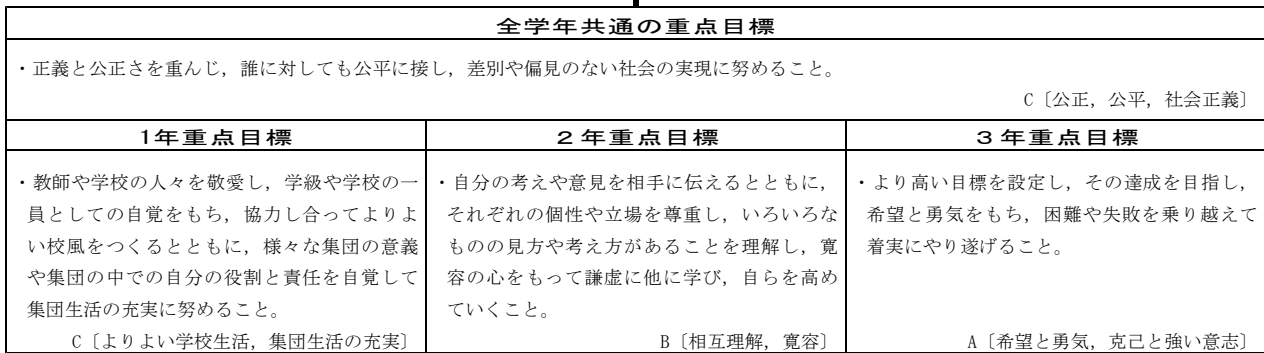 全学年共通の重点目標
・正義と公正さを重んじ，誰に対しても公平に接し，差別や偏見のない社会の実現に努めること。
C〔公正，公平，社会正義〕
1年重点目標
・教師や学校の人々を敬愛し，学級や学校の一
員としての自覚をもち，協力し合ってよりよ
い校風をつくるとともに，様々な集団の意義
や集団の中での自分の役割と責任を自覚して
集団生活の充実に努めること。
C〔よりよい学校生活，集団生活の充実〕
２年重点目標
・自分の考えや意見を相手に伝えるとともに，
それぞれの個性や立場を尊重し，いろいろな
ものの見方や考え方があることを理解し，寛
容の心をもって謙虚に他に学び，自らを高め
ていくこと。
B〔相互理解，寛容〕
３年重点目標
・より高い目標を設定し，その達成を目指し，
希望と勇気をもち，困難や失敗を乗り越えて
着実にやり遂げること。
A〔希望と勇気，克己と強い意志〕